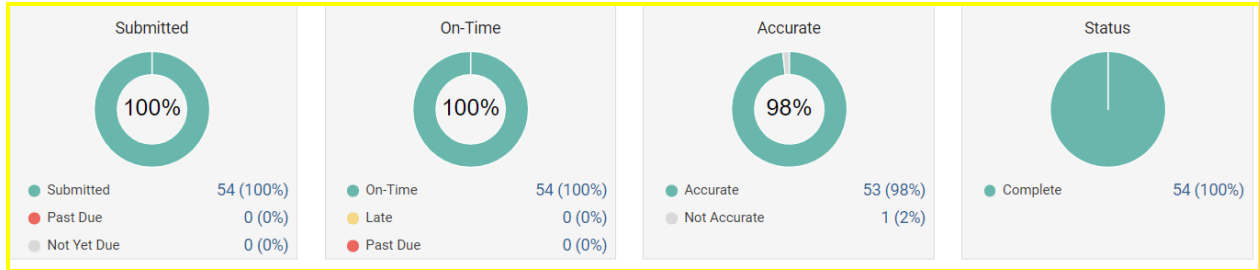 Submitted
100%
Submitted 54 (100%)
Past Due 0 (0%)
Not Yet Due 0 (0%)
On-Time
100%
On-Time 54 (100%)
Late 0 (0%)
Past Due 0 (0%)
Accurate
98%
Accurate 53 (98%)
Not Accurate 1 (2%)
Status
Complete 54 (100%)